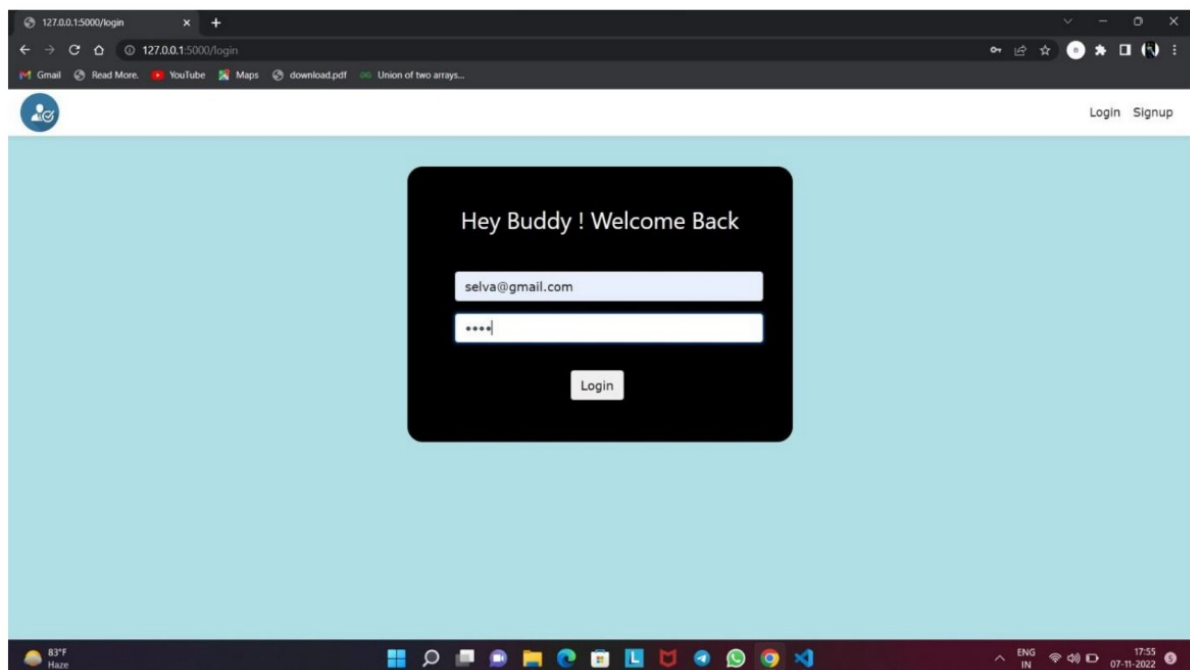 127.0.0.1:5000/login
127.0.0.1:5000/login
Gmail Read More. YouTube Maps download.pdf Union of two arrays...
Login Signup
Hey Buddy ! Welcome Back
selva@gmail.com
••••
Login
83°F
Haze
ENG
IN
17:55
07-11-2022